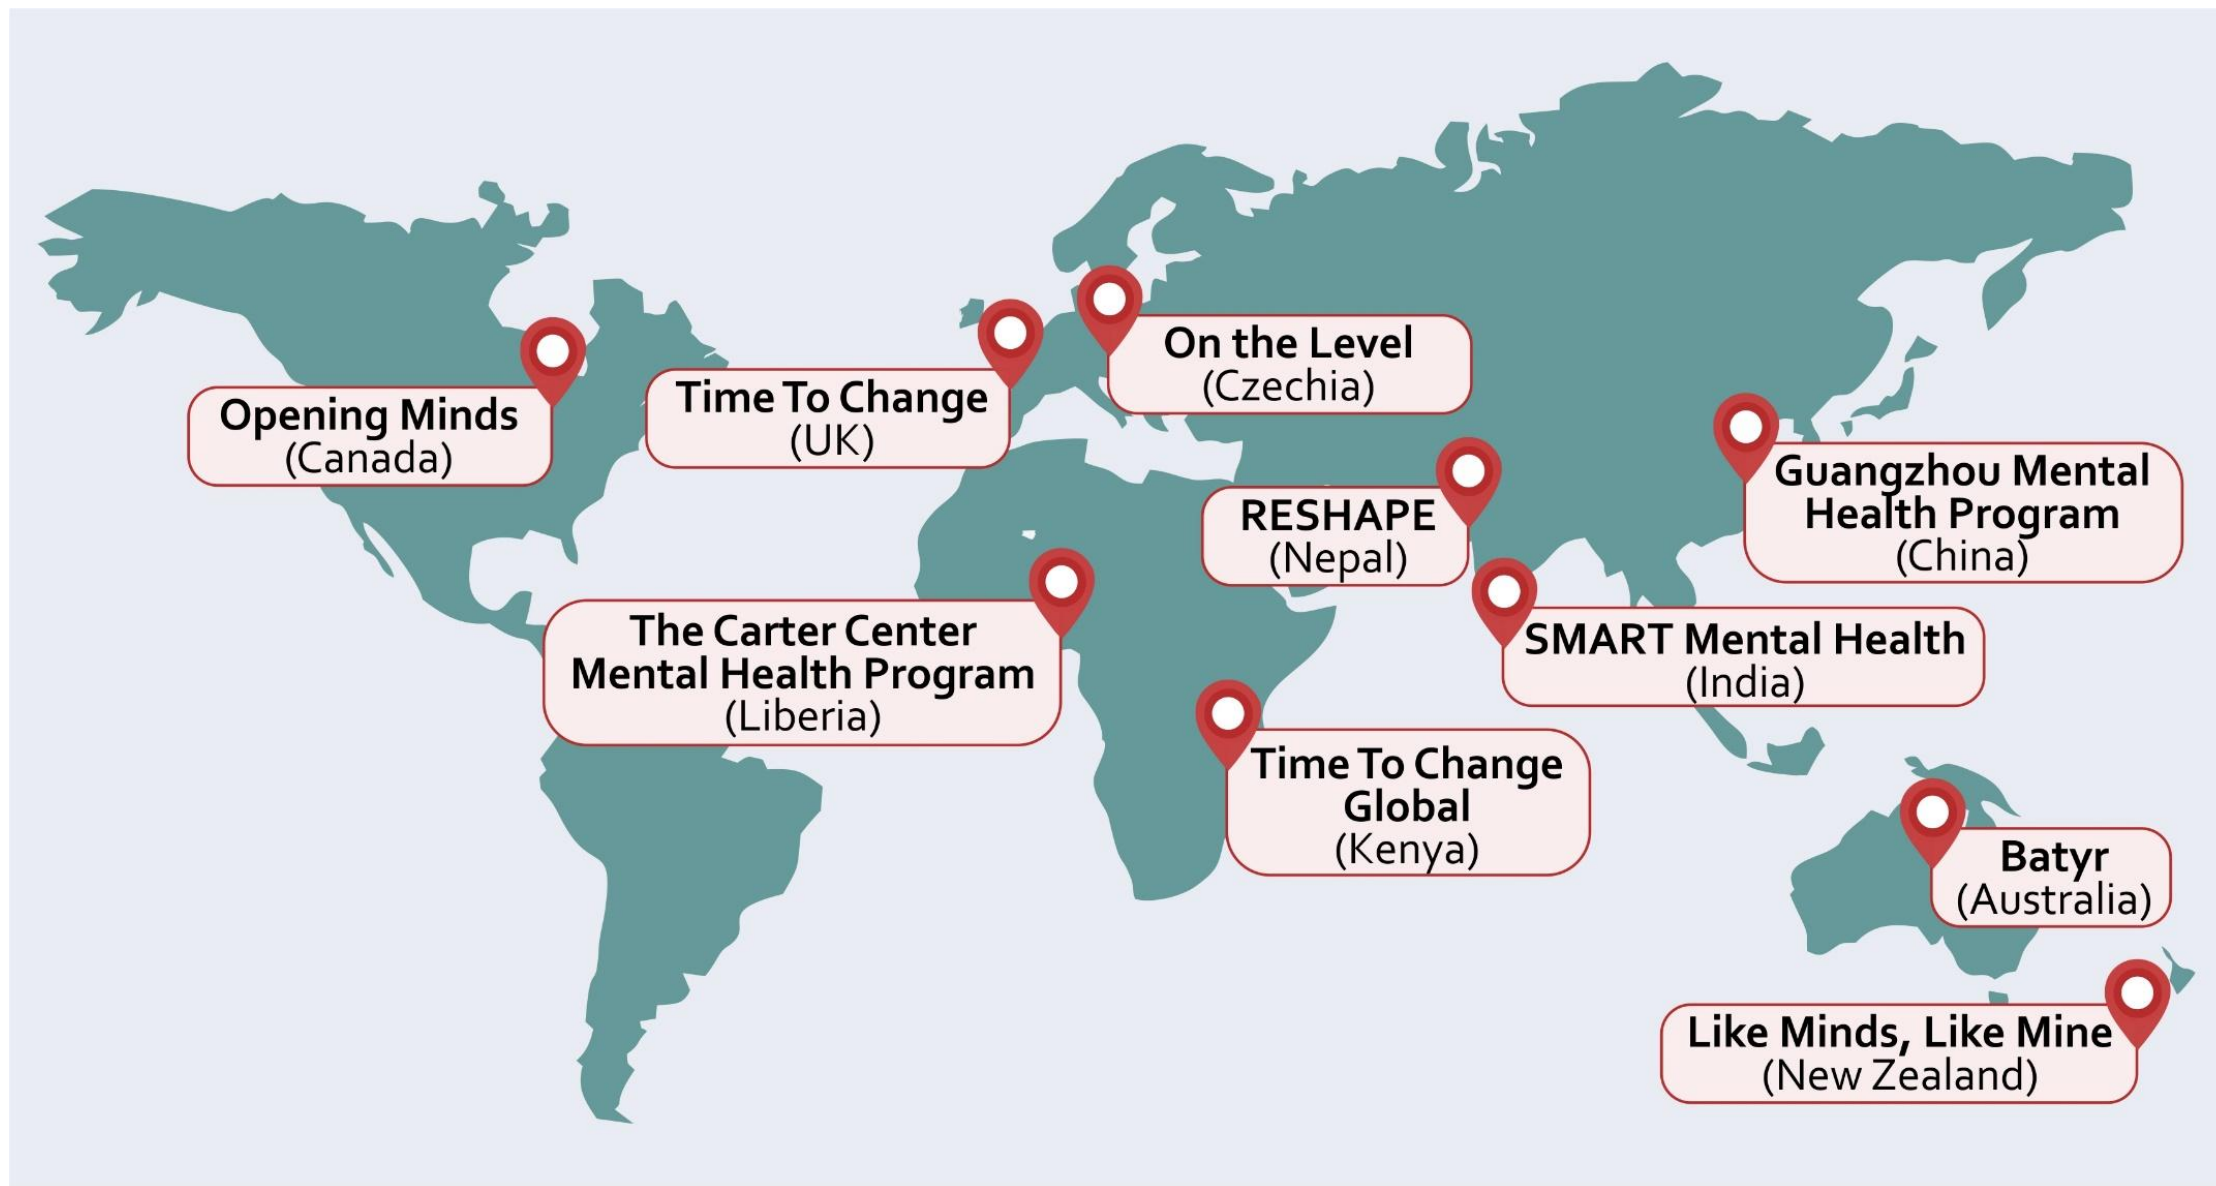 On the Level
(Czechia)
Time To Change
(UK)
Opening Minds
(Canada)
Guangzhou Mental
Health Program
(China)
RESHAPE
(Nepal)
SMART Mental Health
(India)
The Carter Center
Mental Health Program
(Liberia)
Time To Change
Global
(Kenya)
Batyr
(Australia)
Like Minds, Like Mine
(New Zealand)